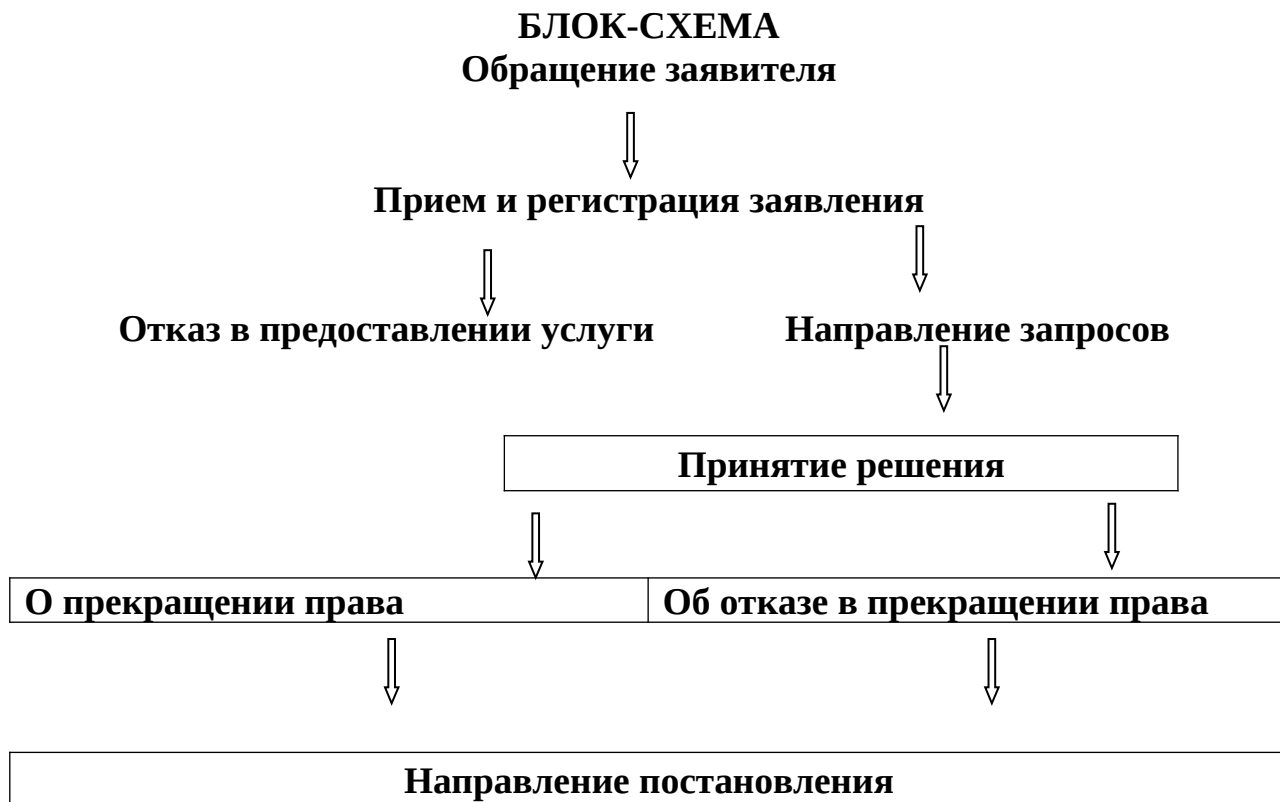 БЛОК-СХЕМА
Обращение заявителя
Прием и регистрация заявления
Отказ в предоставлении услуги
Направление запросов
Принятие решения
О прекращении права
Об отказе в прекращении права
Направление постановления